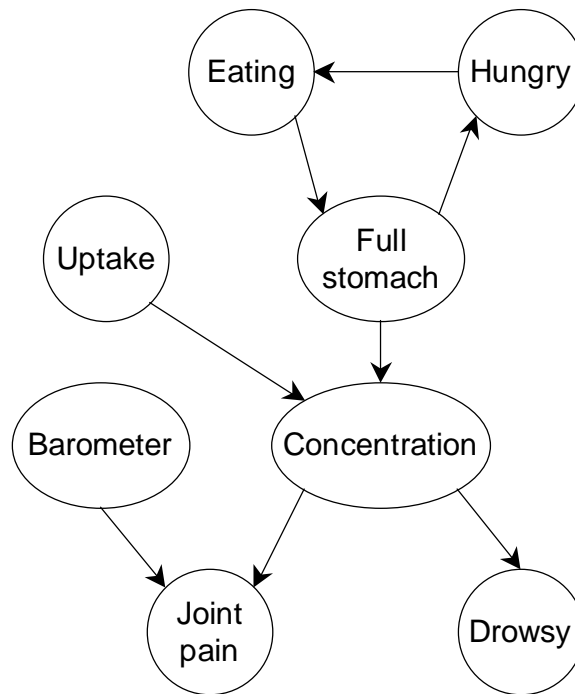 Eating
Hungry
Full
stomach
Uptake
Barometer
Concentration
Joint
pain
Drowsy